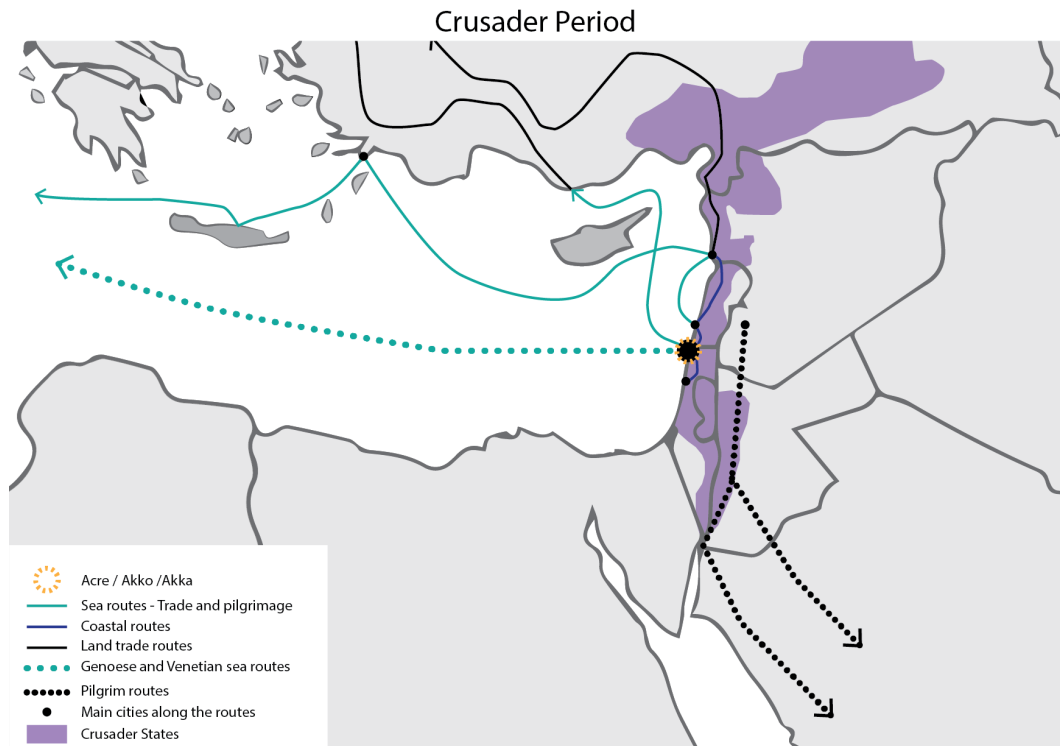 Crusader Period
Acre / Akko /Akka
Sea routes - Trade and pilgrimage
Coastal routes
Land trade routes
Genoese and Venetian sea routes
Pilgrim routes
Main cities along the routes
Crusader States